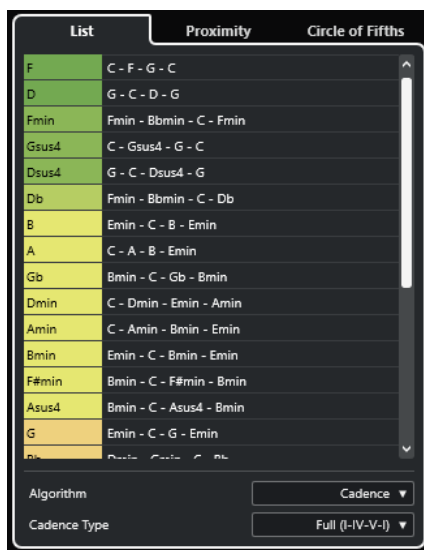 List Proximity Circle of Fifths
F C - F - G - C
D G - C - D - G
Fmin Fmin - Bbmin - C - Fmin
Gsus4 C - Gsus4 - G - C
Dsus4 G - C - Dsus4 - G
Db Fmin - Bbmin - C - Db
B Emin - C - B - Emin
A C - A - B - Emin
Gb Bmin - C - Gb - Bmin
Dmin C - Dmin - Emin - Amin
Amin C - Amin - Bmin - Emin
Bmin Emin - C - Bmin - Emin
F#min Bmin - C - F#min - Bmin
Asus4 Bmin - C - Asus4 - Bmin
G Emin - C - G - Emin
Algorithm Cadence
Cadence Type Full (I-IV-V-I)